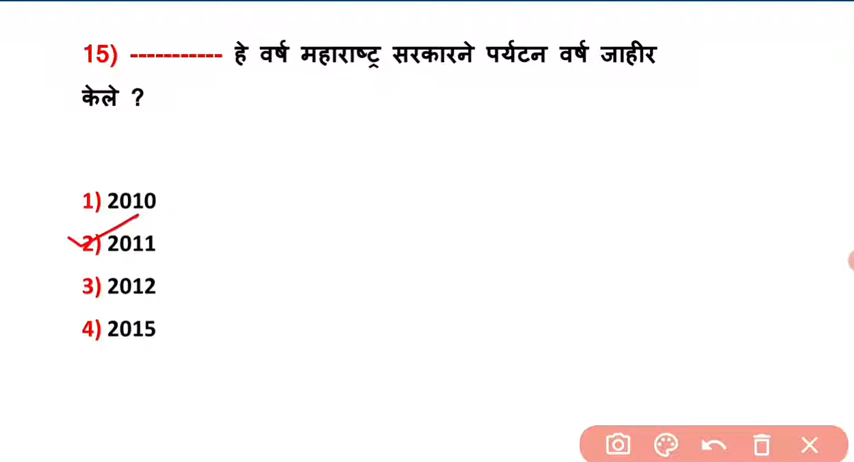 15) ----------- हे वर्ष महाराष्ट्र सरकारने पर्यटन वर्ष जाहीर
केले ?
1) 2010
2) 2011
3) 2012
4) 2015